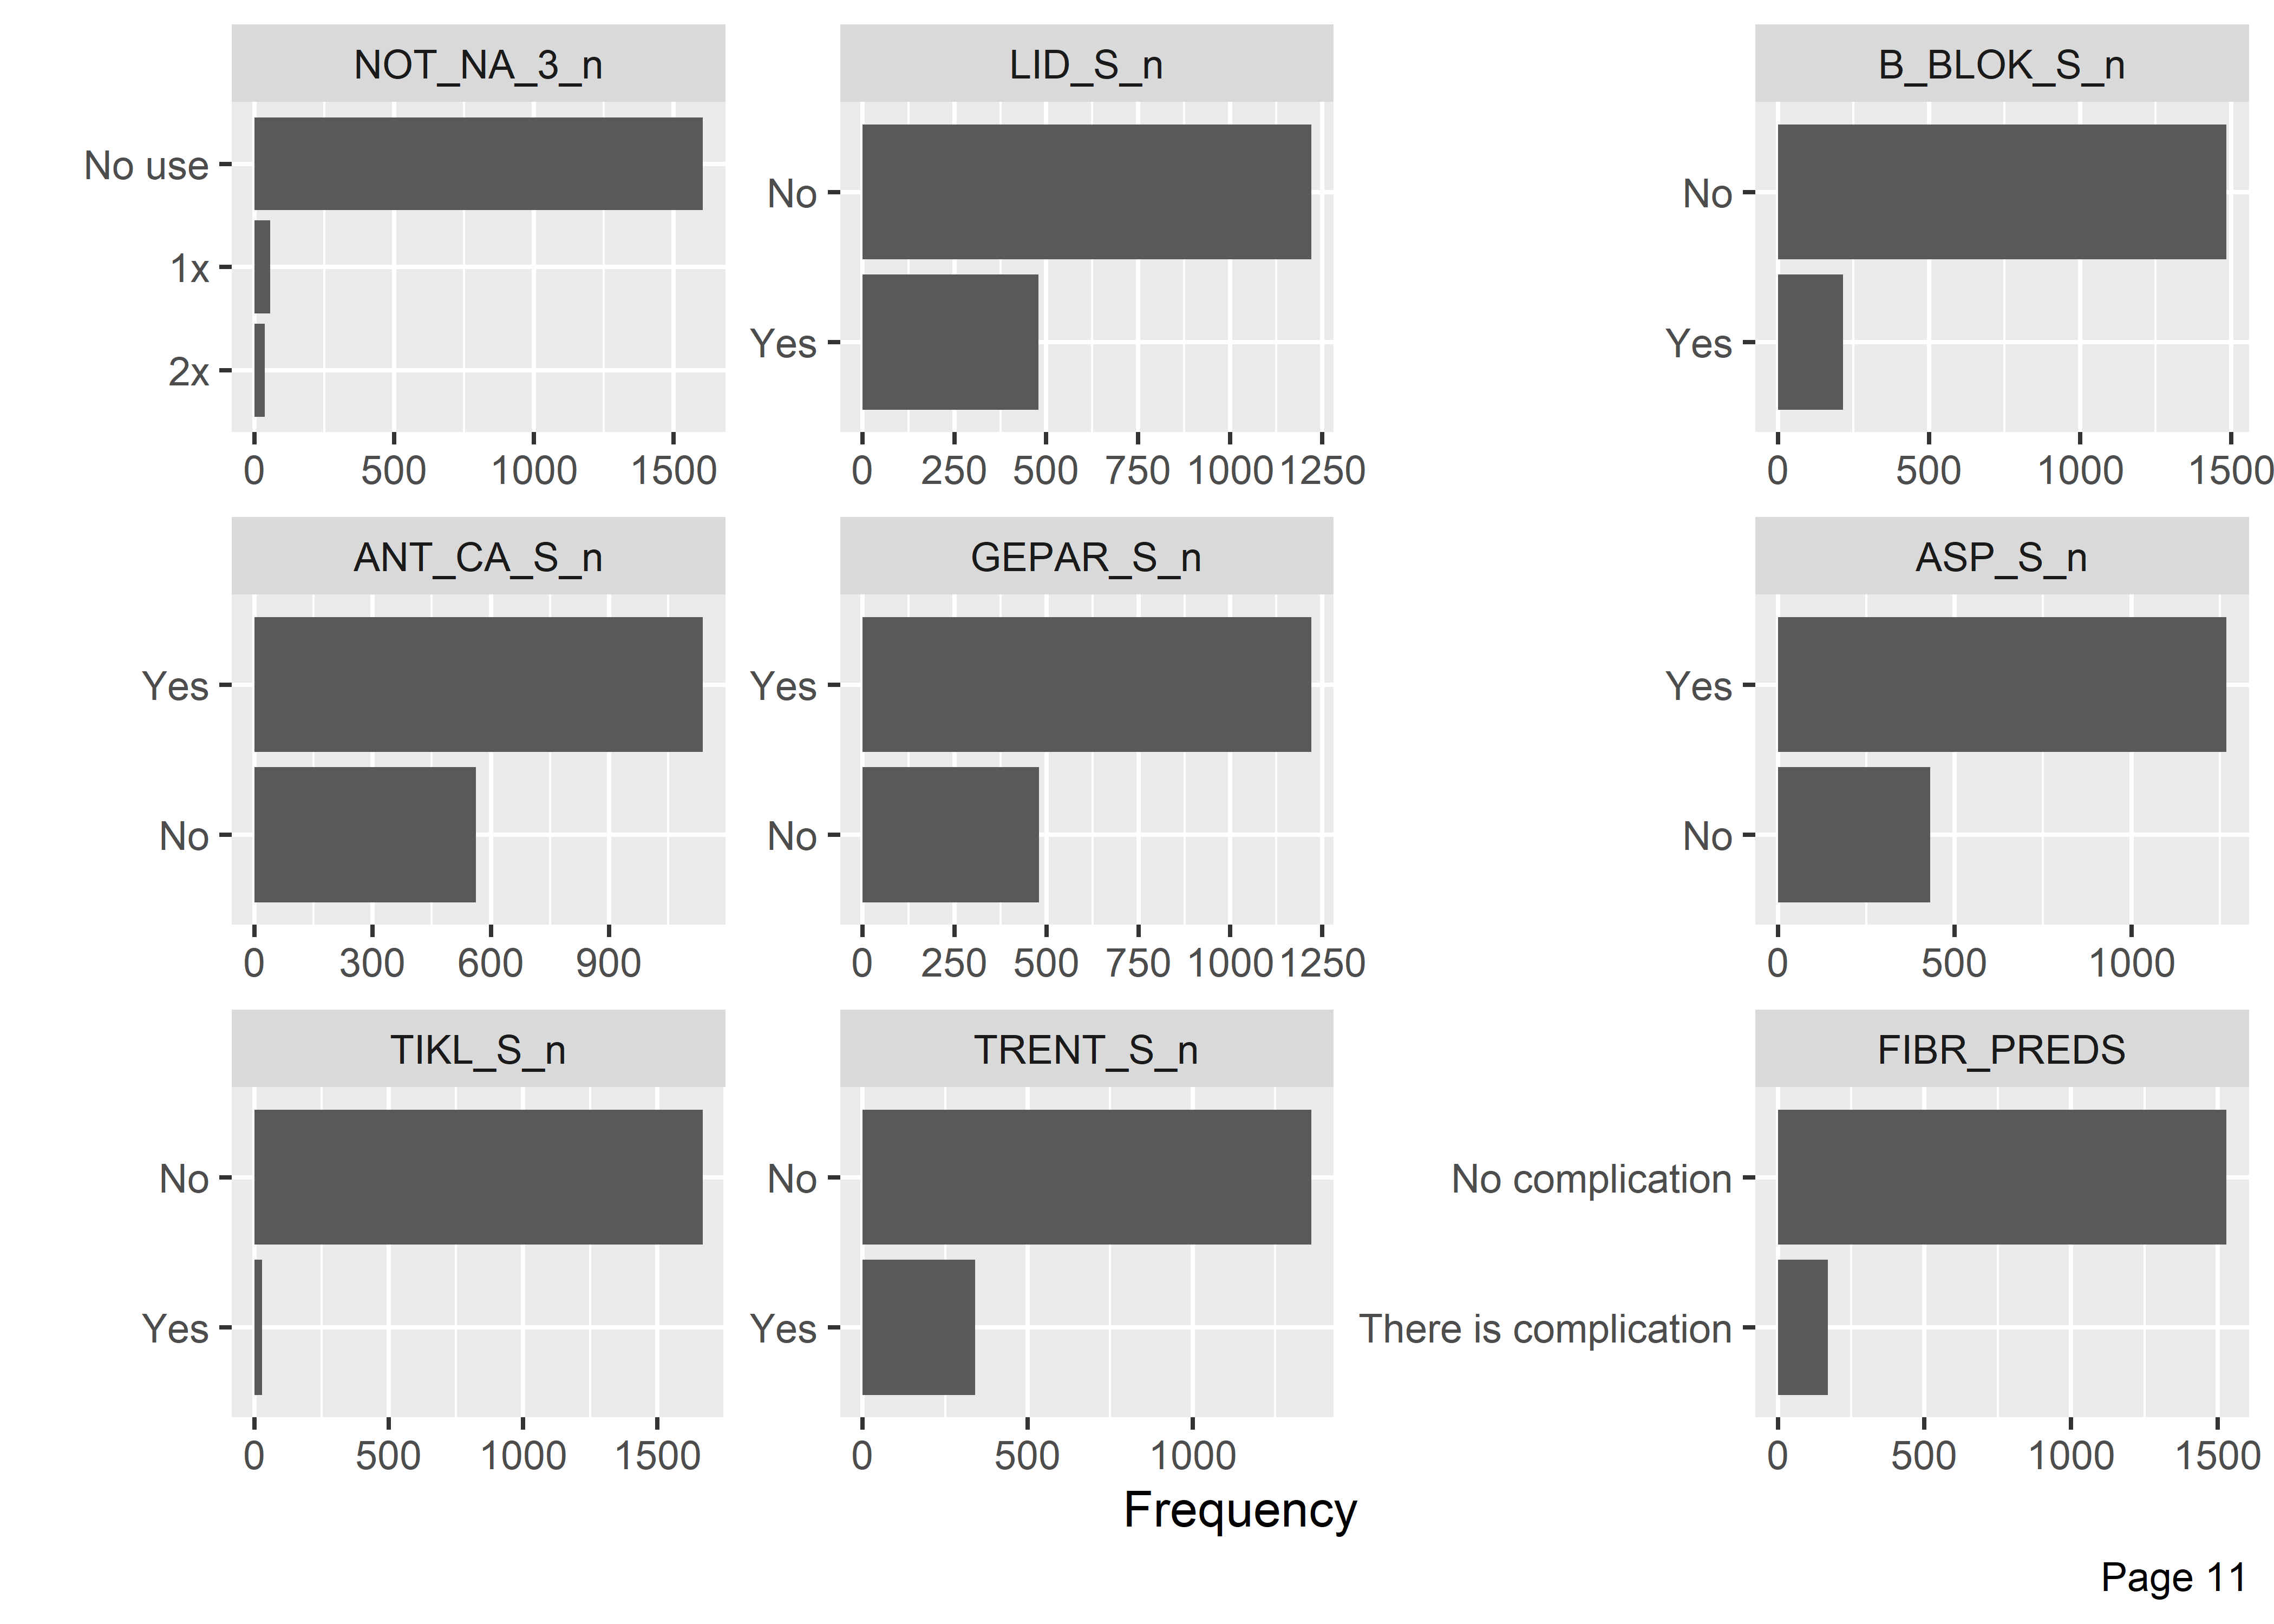 NOT_NA_3_n
No use
1x
2x
0 500 1000 1500
LID_S_n
No
Yes
0 250 500 750 1000 1250
B_BLOK_S_n
No
Yes
0 500 1000 1500
ANT_CA_S_n
Yes
No
0 300 600 900
GEPAR_S_n
Yes
No
0 250 500 750 1000 1250
ASP_S_n
Yes
No
0 500 1000
TIKL_S_n
No
Yes
0 500 1000 1500
TRENT_S_n
No
Yes
0 500 1000
FIBR_PREDS
No complication
There is complication
0 500 1000 1500
Frequency
Page 11